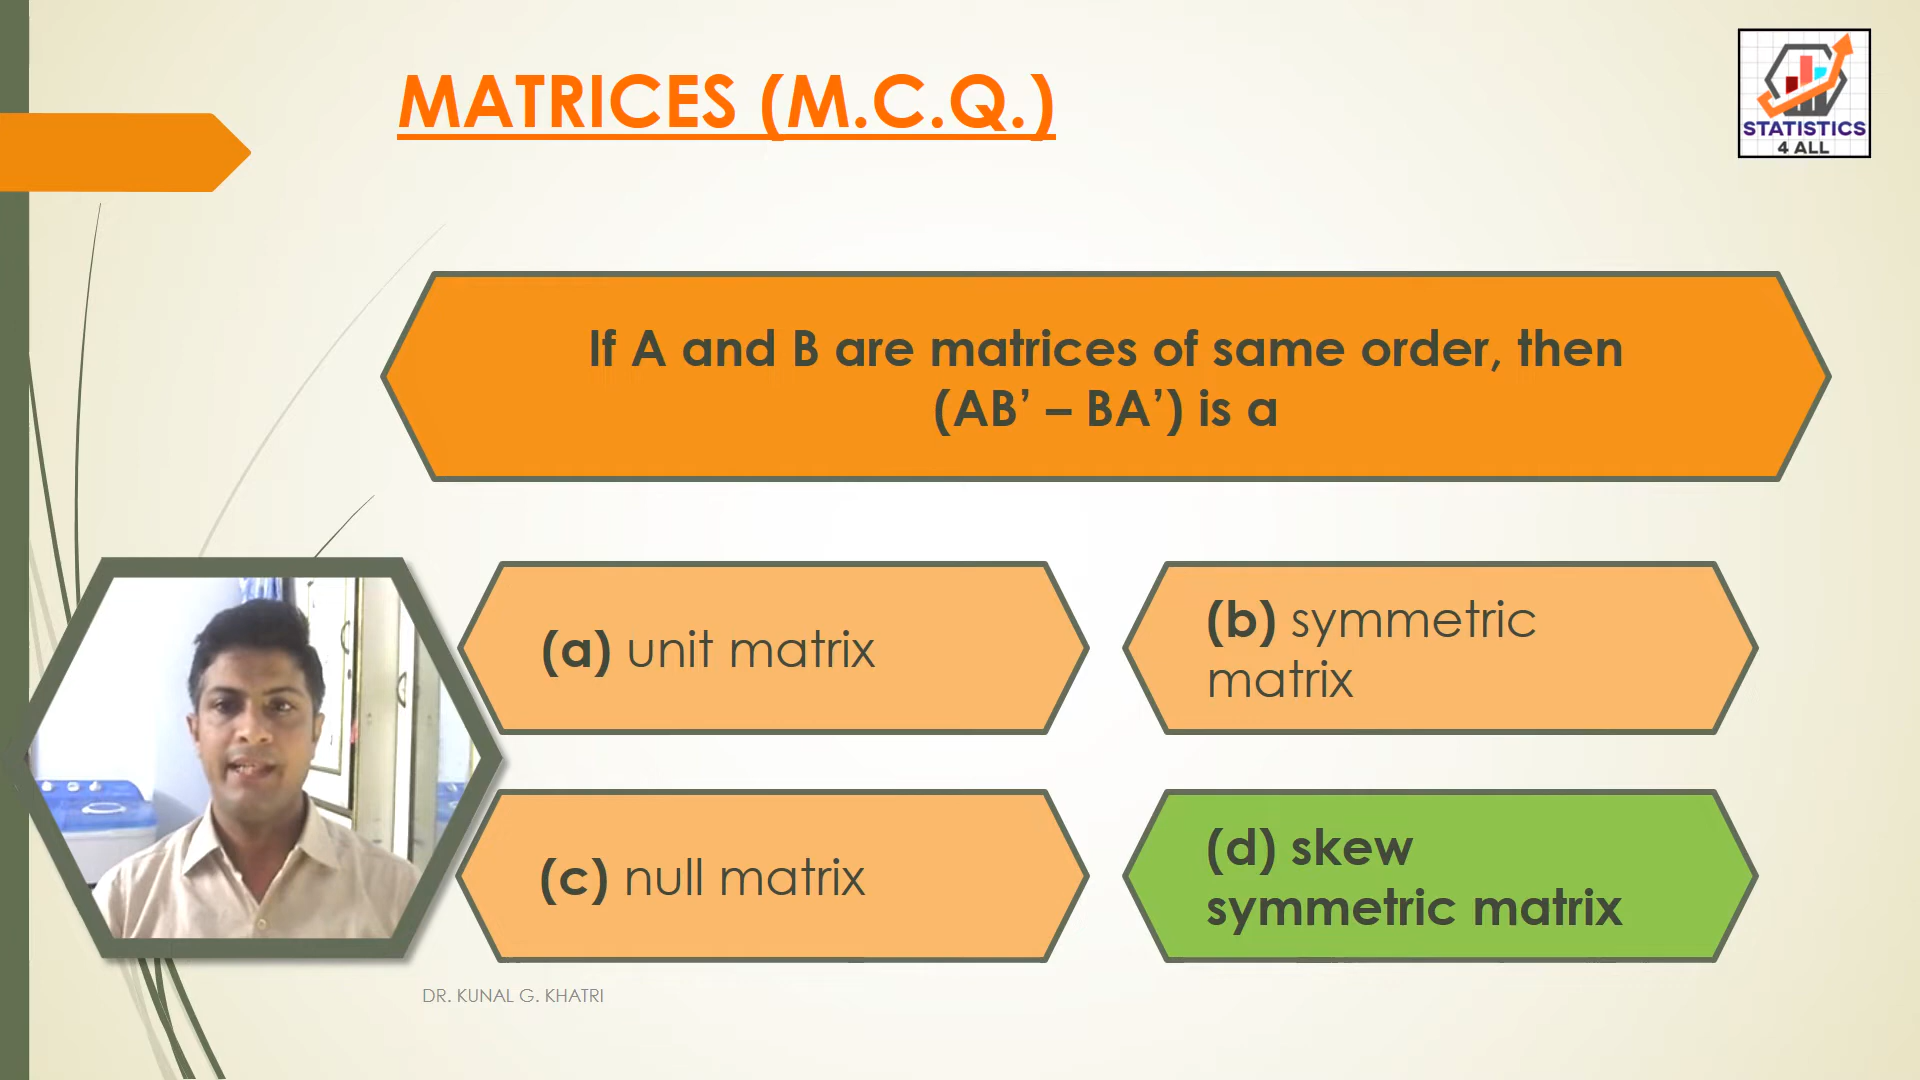 MATRICES (M.C.Q.)
STATISTICS
4 ALL
If A and B are matrices of same order, then
(AB’ – BA’) is a
(a) unit matrix
(b) symmetric
matrix
(c) null matrix
(d) skew
symmetric matrix
DR. KUNAL G. KHATRI